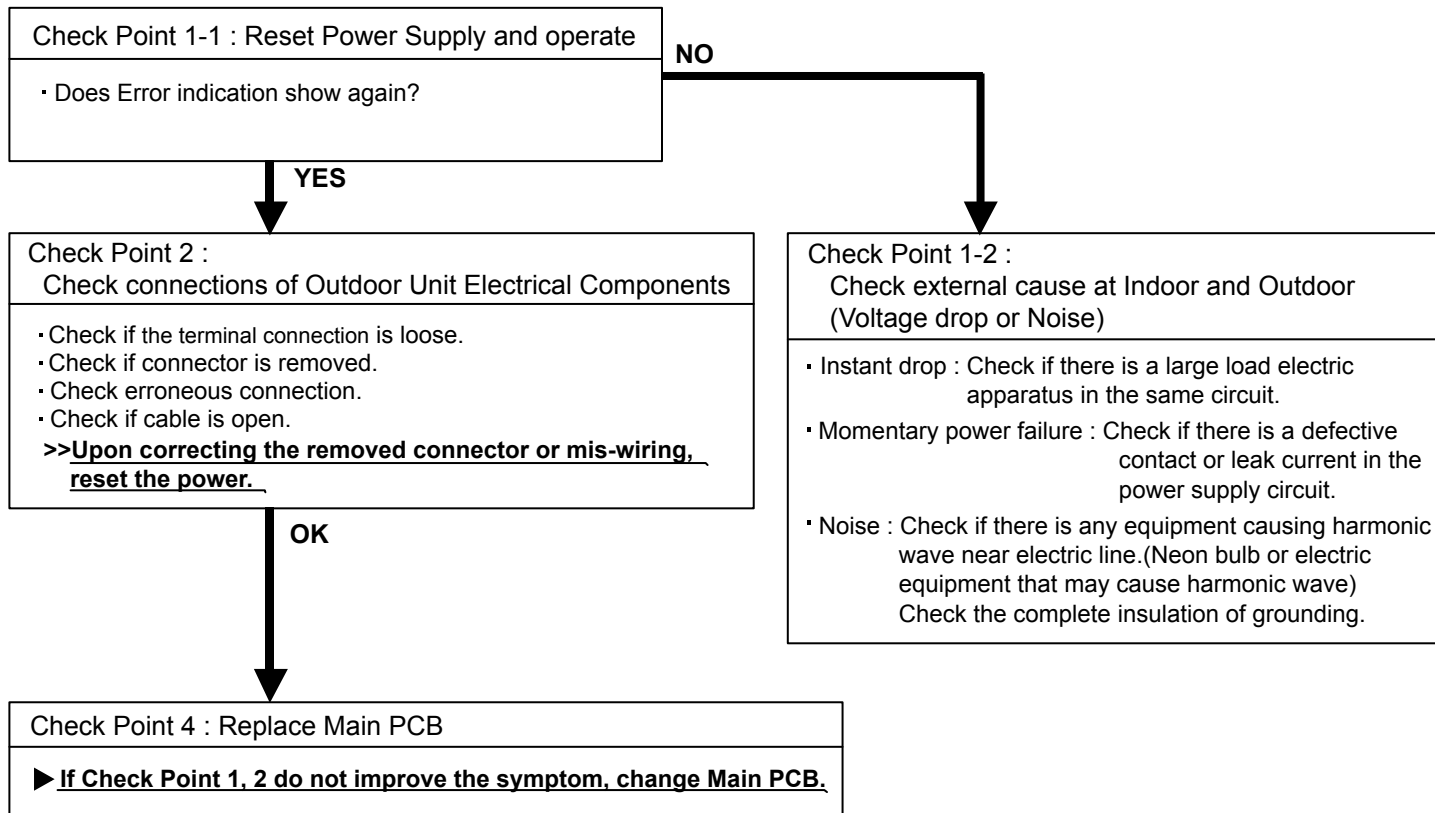 Check Point 1-1 : Reset Power Supply and operate
· Does Error indication show again?
NO
YES
Check Point 2 :
Check connections of Outdoor Unit Electrical Components
· Check if the terminal connection is loose.
· Check if connector is removed.
· Check erroneous connection.
· Check if cable is open.
>>Upon correcting the removed connector or mis-wiring,
reset the power.
OK
Check Point 1-2 :
Check external cause at Indoor and Outdoor
(Voltage drop or Noise)
· Instant drop : Check if there is a large load electric
apparatus in the same circuit.
· Momentary power failure : Check if there is a defective
contact or leak current in the
power supply circuit.
· Noise : Check if there is any equipment causing harmonic
wave near electric line.(Neon bulb or electric
equipment that may cause harmonic wave)
Check the complete insulation of grounding.
Check Point 4 : Replace Main PCB
▶ If Check Point 1, 2 do not improve the symptom, change Main PCB.